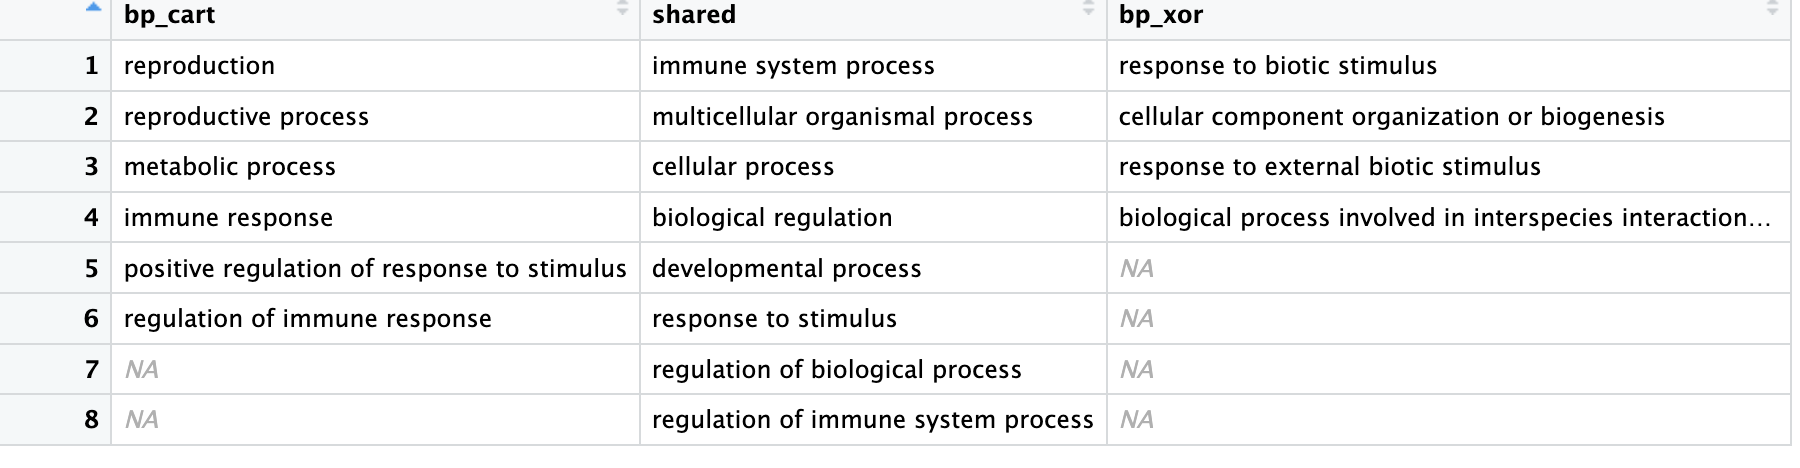 bp_cart shared bp_xor
1 reproduction immune system process response to biotic stimulus
2 reproductive process multicellular organismal process cellular component organization or biogenesis
3 metabolic process cellular process response to external biotic stimulus
4 immune response biological regulation biological process involved in interspecies interaction…
5 positive regulation of response to stimulus developmental process NA
6 regulation of immune response response to stimulus NA
7 NA regulation of biological process NA
8 NA regulation of immune system process NA